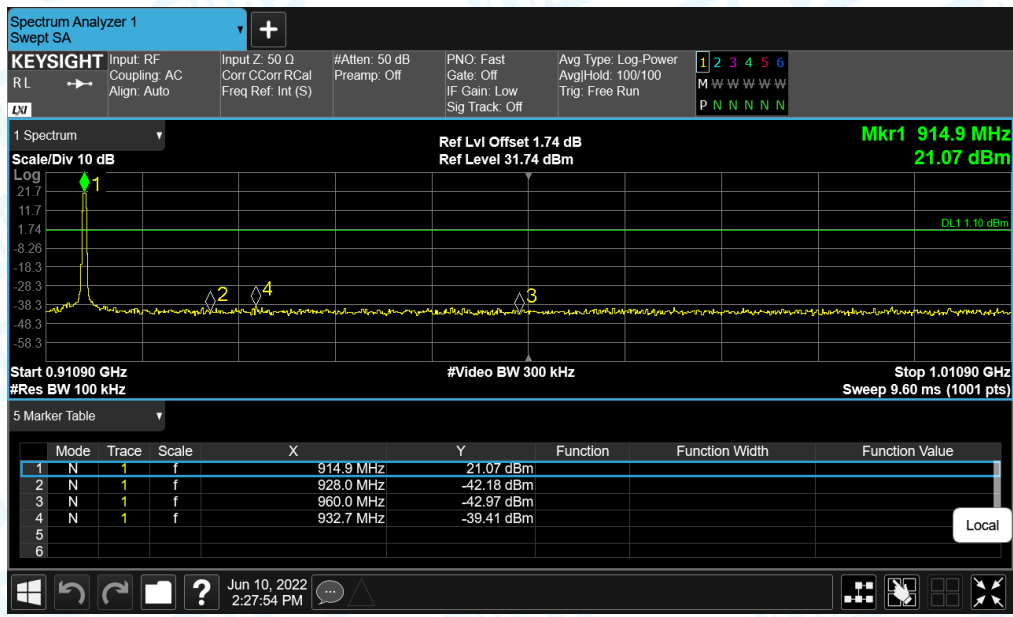 Spectrum Analyzer 1
Swept SA
KEYSIGHT
R L
LXI
Input: RF
Coupling: AC
Align: Auto
Input Z: 50 Ω
Corr CCorr RCal
Freq Ref: Int (S)
#Atten: 50 dB
Preamp: Off
PNO: Fast
Gate: Off
IF Gain: Low
Sig Track: Off
Avg Type: Log-Power
Avg|Hold: 100/100
Trig: Free Run
1 2 3 4 5 6
M W W W W W
P N N N N N
1 Spectrum
Scale/Div 10 dB
Ref Lvl Offset 1.74 dB
Ref Level 31.74 dBm
Mkr1 914.9 MHz
21.07 dBm
Log
21.7
11.7
1.74
-8.26
-18.3
-28.3
-38.3
-48.3
-58.3
1
2
4
3
DL1 1.10 dBm
Start 0.91090 GHz
#Res BW 100 kHz
#Video BW 300 kHz
Stop 1.01090 GHz
Sweep 9.60 ms (1001 pts)
5 Marker Table
Mode Trace Scale X Y Function Function Width Function Value
1 N 1 f 914.9 MHz 21.07 dBm
2 N 1 f 928.0 MHz -42.18 dBm
3 N 1 f 960.0 MHz -42.97 dBm
4 N 1 f 932.7 MHz -39.41 dBm
5
6
Local
?
Jun 10, 2022
2:27:54 PM